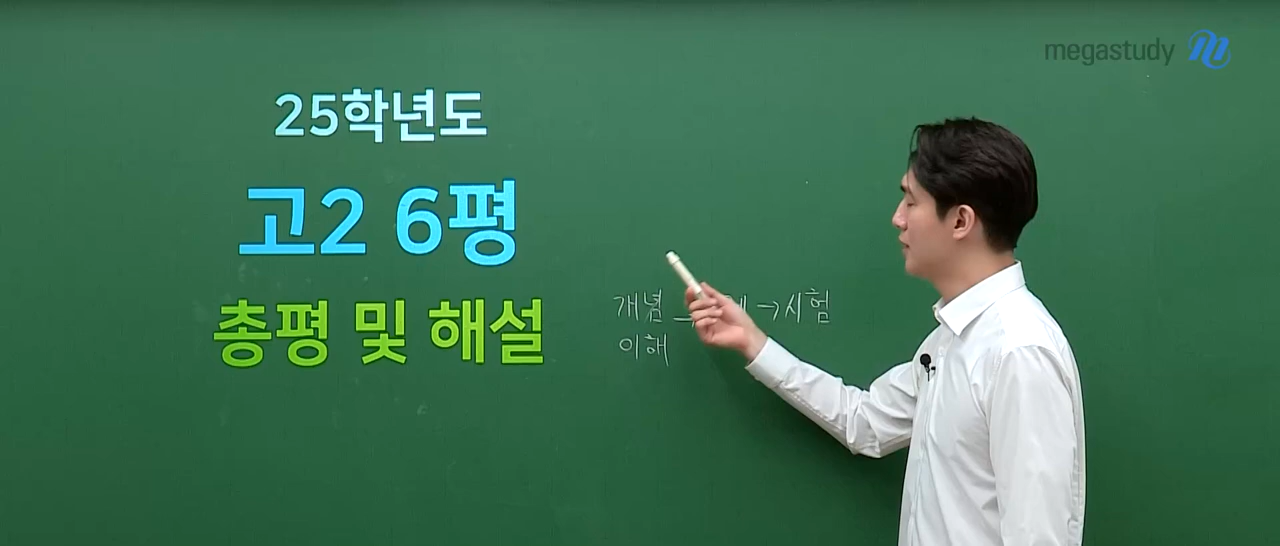 megastudy
25학년도
고2 6평
총평 및 해설
개념 → 시험
이해